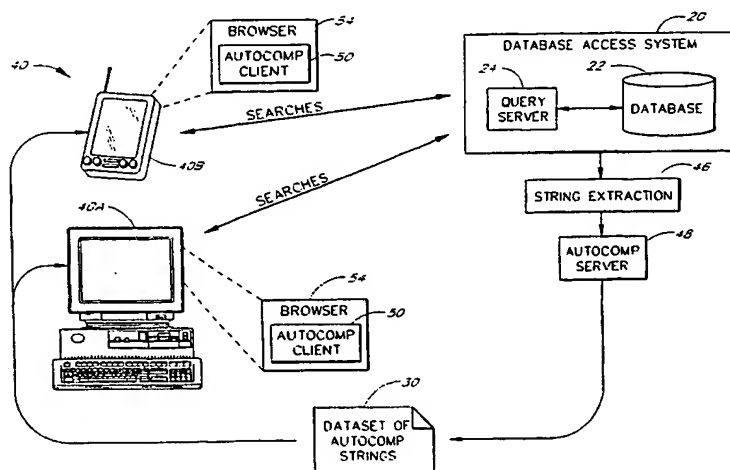 54
BROWSER
AUTOCOMP
CLIENT
50
40
40B
SEARCHES
SEARCHES
20
DATABASE ACCESS SYSTEM
24
22
QUERY
SERVER
DATABASE
46
STRING EXTRACTION
48
AUTOCOMP
SERVER
40A
54
BROWSER
50
AUTOCOMP
CLIENT
30
DATASET OF
AUTOCOMP
STRINGS